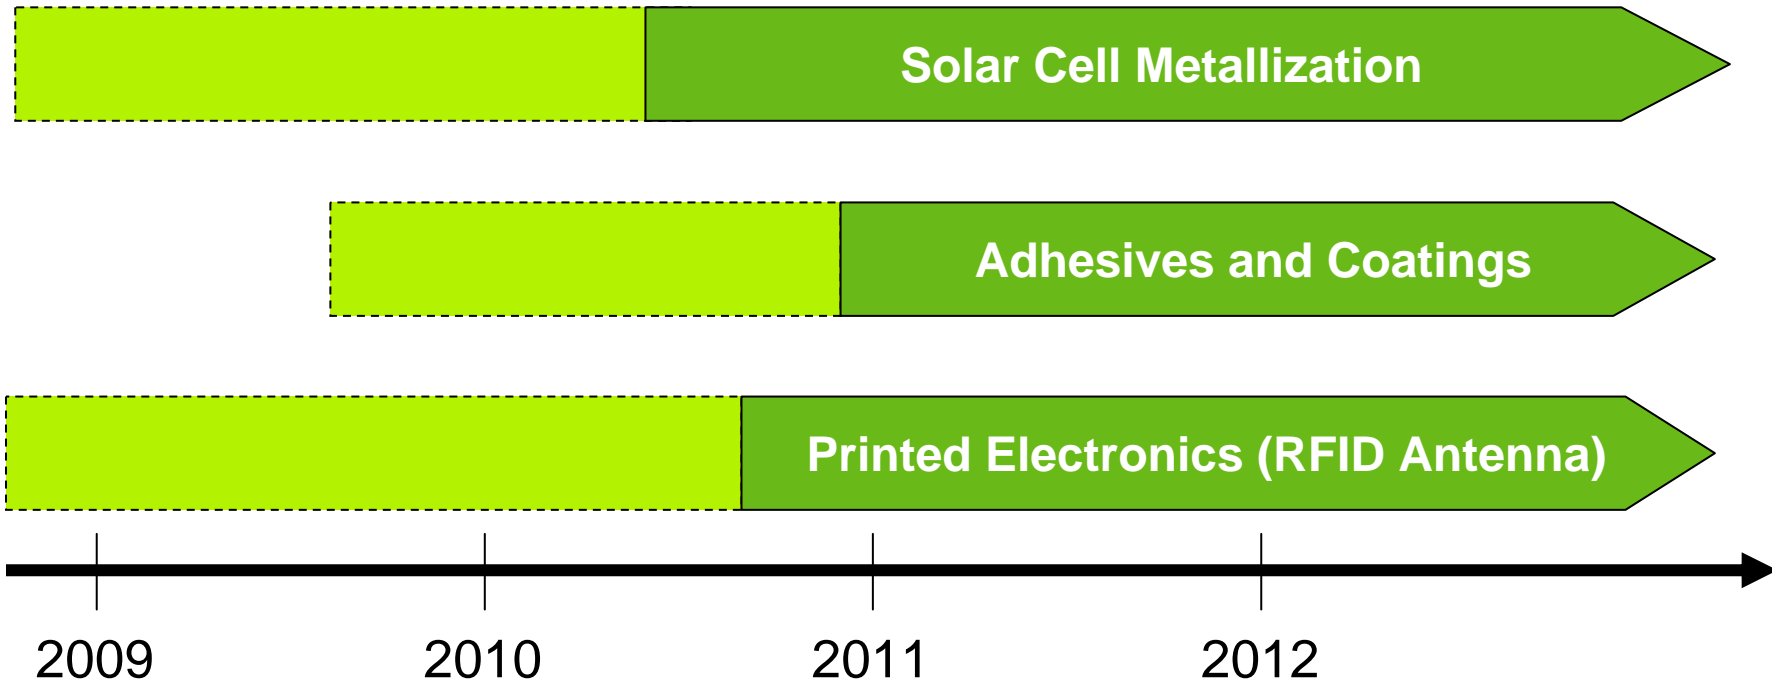 Solar Cell Metallization
Adhesives and Coatings
Printed Electronics (RFID Antenna)
2009 2010 2011 2012